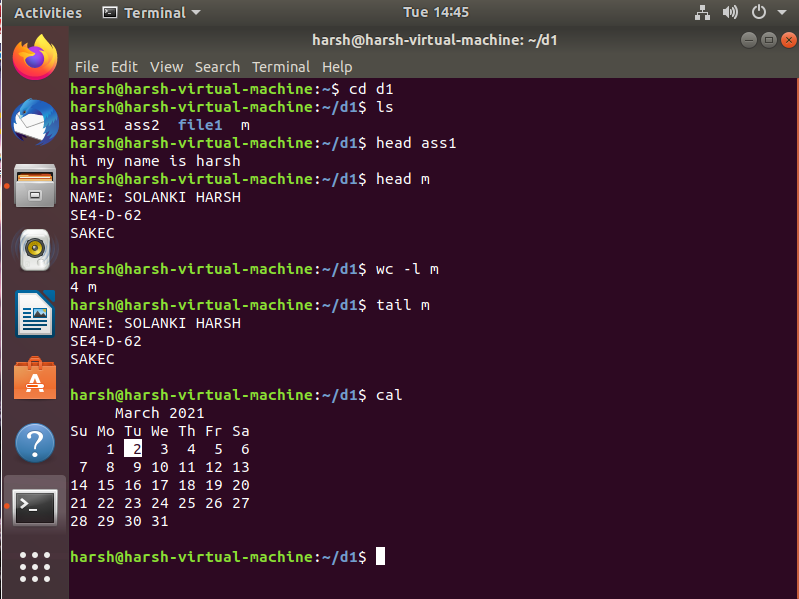 Activities Terminal Tue 14:45
harsh@harsh-virtual-machine: ~/d1
File Edit View Search Terminal Help
harsh@harsh-virtual-machine:~$ cd d1
harsh@harsh-virtual-machine:~/d1$ ls
ass1  ass2  file1  m
harsh@harsh-virtual-machine:~/d1$ head ass1
hi my name is harsh
harsh@harsh-virtual-machine:~/d1$ head m
NAME: SOLANKI HARSH
SE4-D-62
SAKEC
harsh@harsh-virtual-machine:~/d1$ wc -l m
4 m
harsh@harsh-virtual-machine:~/d1$ tail m
NAME: SOLANKI HARSH
SE4-D-62
SAKEC
harsh@harsh-virtual-machine:~/d1$ cal
     March 2021
Su Mo Tu We Th Fr Sa
    1  2  3  4  5  6
 7  8  9 10 11 12 13
14 15 16 17 18 19 20
21 22 23 24 25 26 27
28 29 30 31
harsh@harsh-virtual-machine:~/d1$